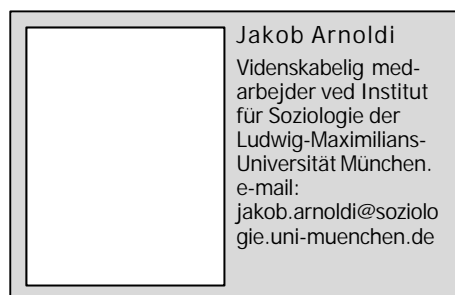 Jakob Arnoldi
Videnskabelig med-
arbejder ved Institut
für Soziologie der
Ludwig-Maximilians-
Universität München.
e-mail:
jakob.arnoldi@soziolo
gie.uni-muenchen.de